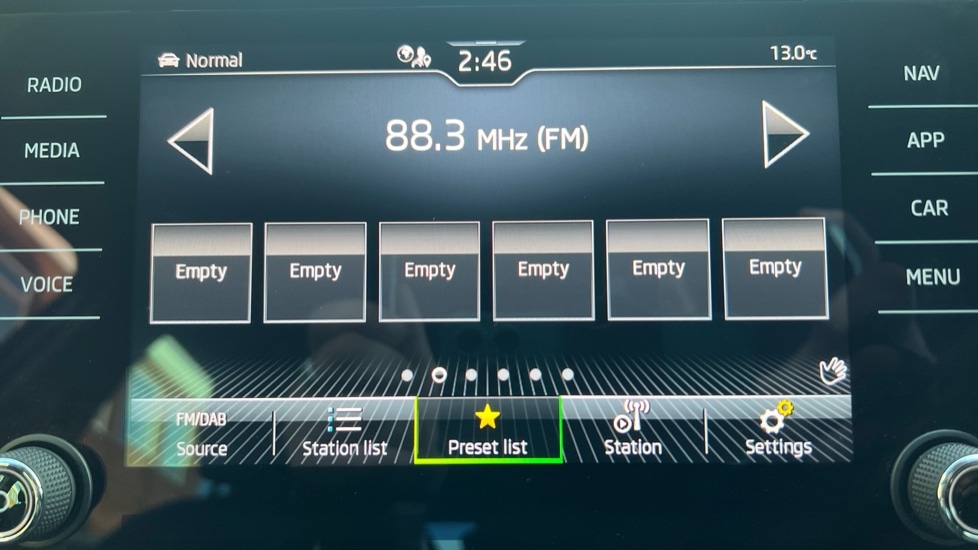 RADIO
MEDIA
PHONE
VOICE
Normal
2:46
13.0°C
88.3 MHz (FM)
Empty Empty Empty Empty Empty Empty
FM/DAB
Source
Station list
Preset list
Station
Settings
NAV
APP
CAR
MENU